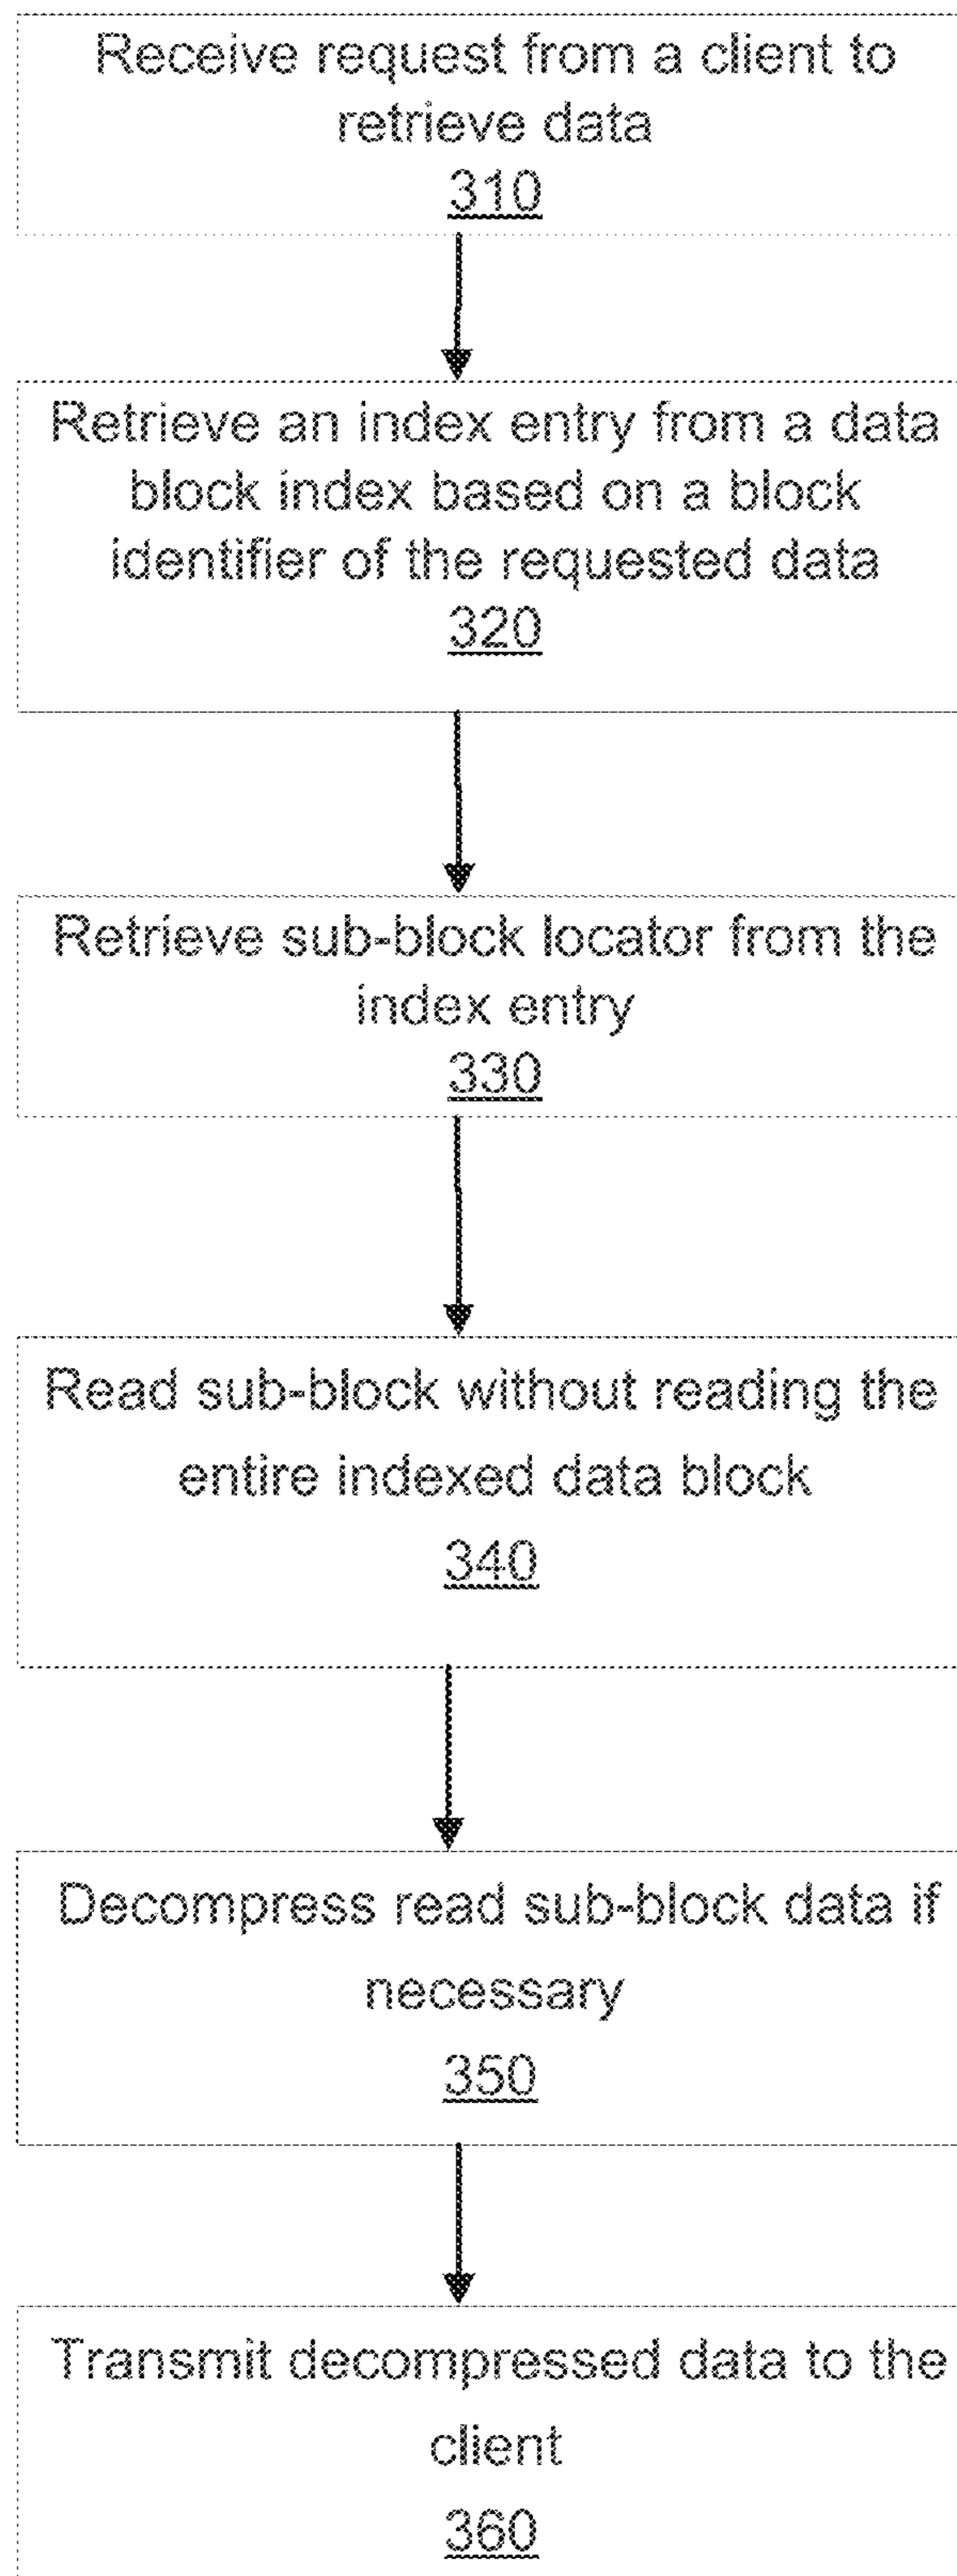 Receive request from a client to
retrieve data
310
Retrieve an index entry from a data
block index based on a block
identifier of the requested data
320
Retrieve sub-block locator from the
index entry
330
Read sub-block without reading the
entire indexed data block
340
Decompress read sub-block data if
necessary
350
Transmit decompressed data to the
client
360